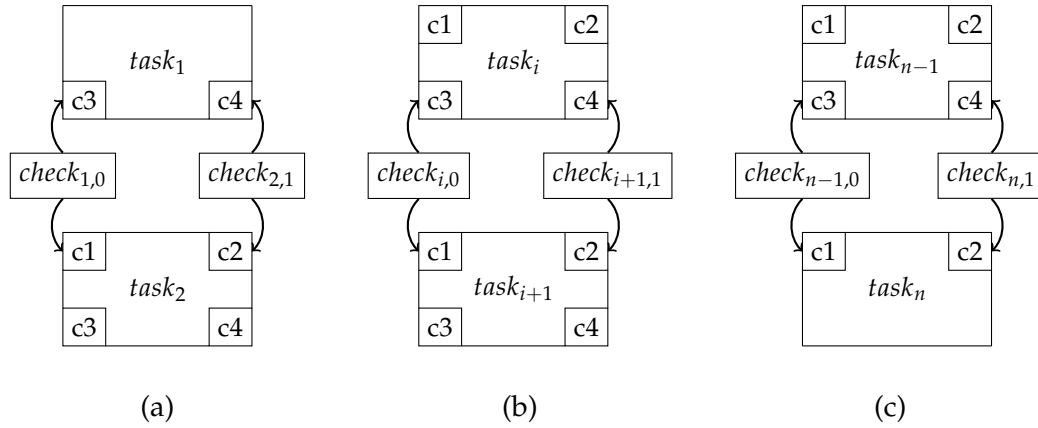 c1 c2 c1 c2
task₁ taskᵢ taskₙ₋₁
c3 c4 c3 c4 c3 c4
check₁,₀ check₂,₁ checkᵢ,₀ checkᵢ₊₁,₁ checkₙ₋₁,₀ checkₙ,₁
c1 c2 c1 c2 c1 c2
task₂ taskᵢ₊₁ taskₙ
c3 c4 c3 c4
(a) (b) (c)